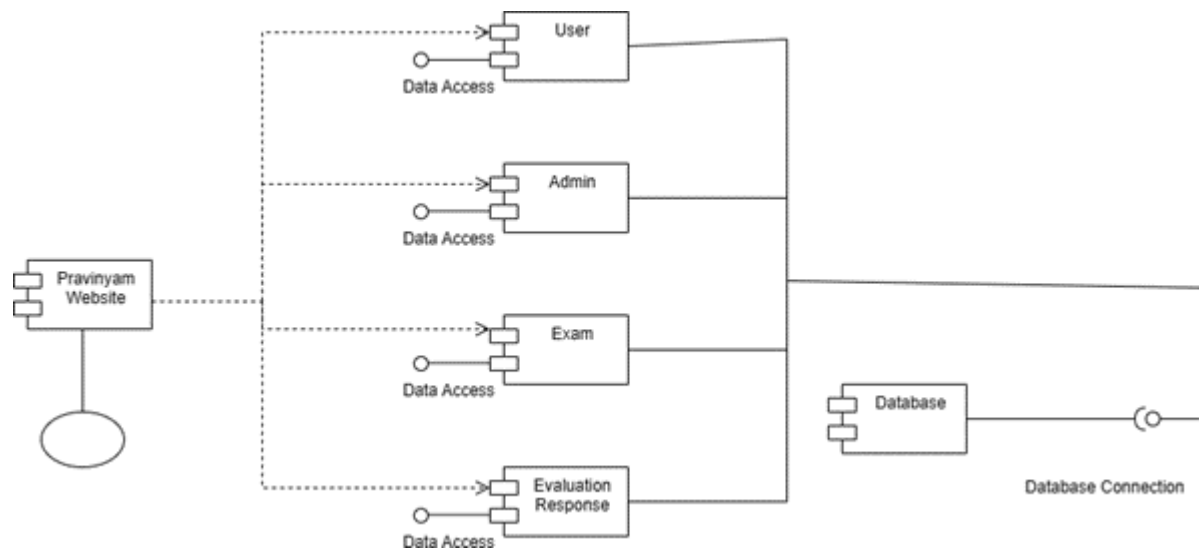 User
Data Access
Admin
Data Access
Pravinyam
Website
Exam
Data Access
Database
Evaluation
Response
Database Connection
Data Access